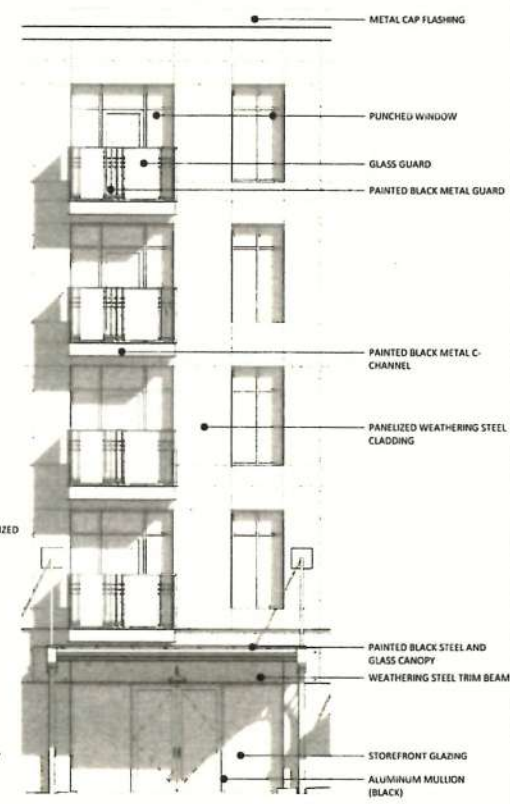 METAL CAP FLASHING
PUNCHED WINDOW
GLASS GUARD
PAINTED BLACK METAL GUARD
PAINTED BLACK METAL C-
CHANNEL
PANELIZED WEATHERING STEEL
CLADDING
IZED
PAINTED BLACK STEEL AND
GLASS CANOPY
WEATHERING STEEL TRIM BEAM
STOREFRONT GLAZING
ALUMINUM MULLION
(BLACK)